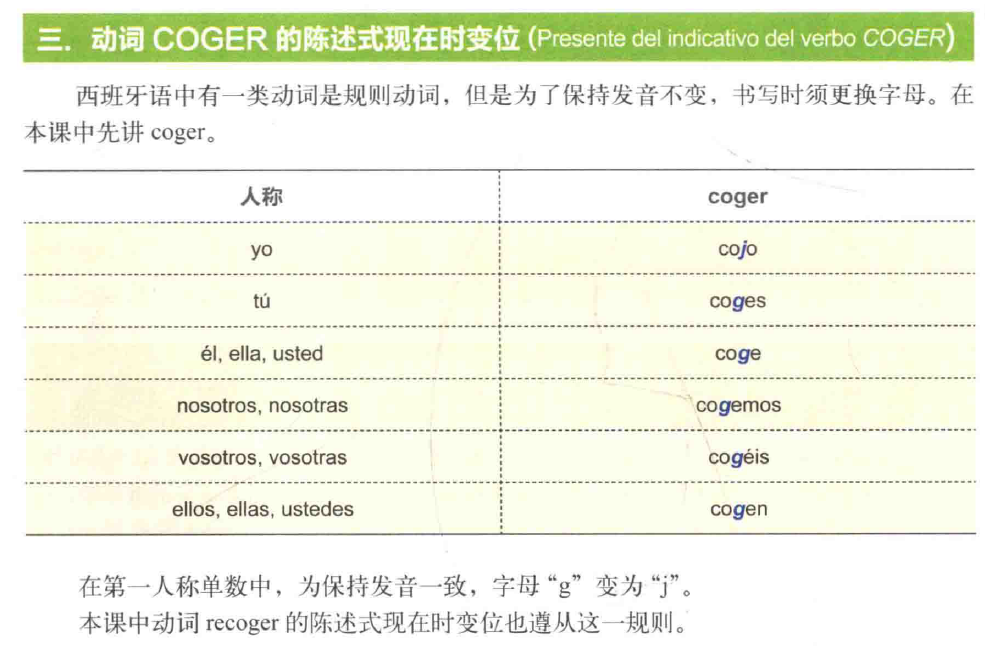 三. 动词 COGER 的陈述式现在时变位 (Presente del indicativo del verbo COGER)
西班牙语中有一类动词是规则动词，但是为了保持发音不变，书写时须更换字母。在
本课中先讲 coger。
人称 coger
yo cojo
tú coges
él, ella, usted coge
nosotros, nosotras cogemos
vosotros, vosotras cogéis
ellos, ellas, ustedes cogen
在第一人称单数中，为保持发音一致，字母“g”变为“j”。
本课中动词 recoger 的陈述式现在时变位也遵从这一规则。